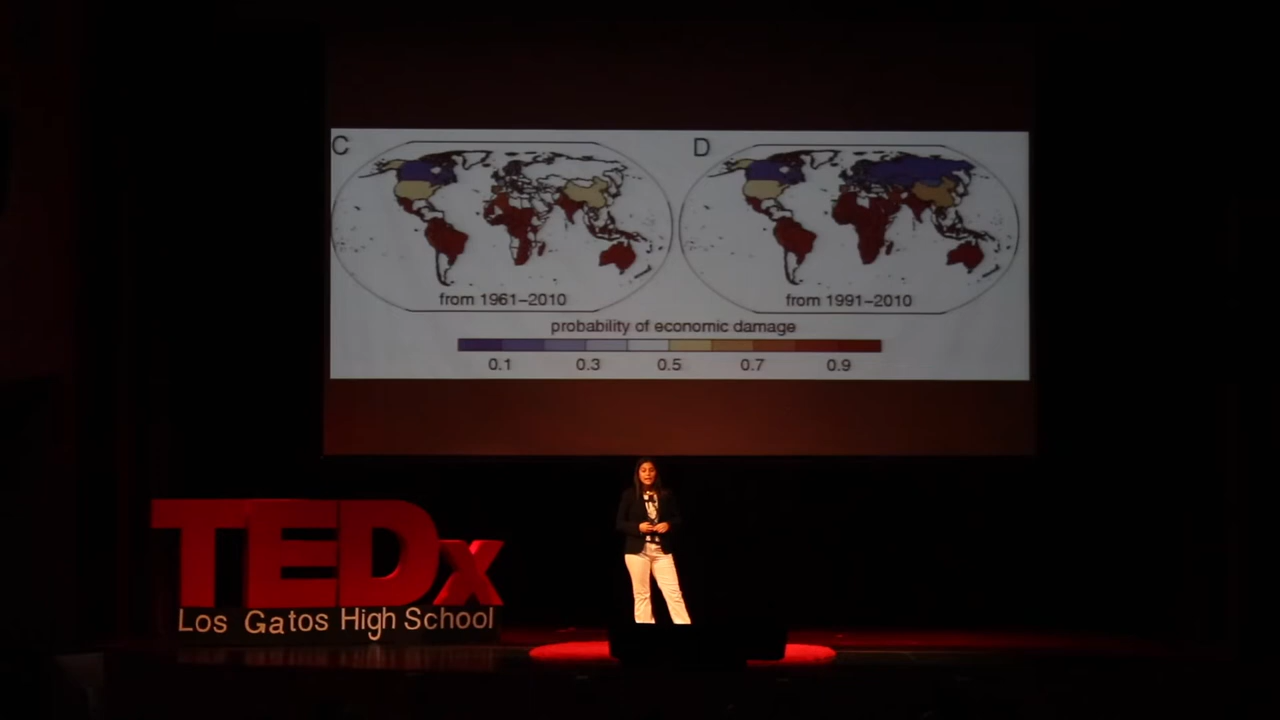 C
D
from 1961–2010
from 1991–2010
probability of economic damage
0.1 0.3 0.5 0.7 0.9
TEDx
Los Gatos High School